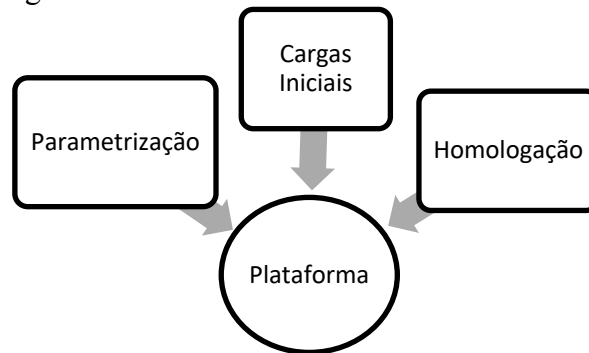 Cargas
Iniciais
Parametrização
Homologação
Plataforma